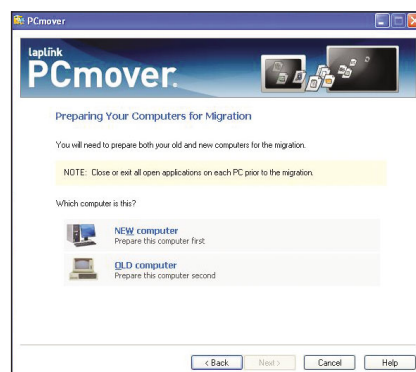 PCmover
laplink
PCmover.
Preparing Your Computers for Migration
You will need to prepare both your old and new computers for the migration.
NOTE: Close or exit all open applications on each PC prior to the migration.
Which computer is this?
NEW computer
Prepare this computer first
OLD computer
Prepare this computer second
< Back
Next >
Cancel
Help